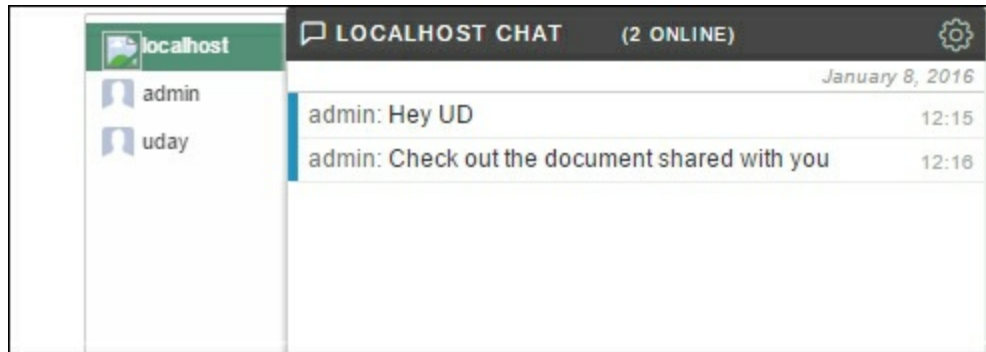 localhost
admin
uday
LOCALHOST CHAT (2 ONLINE)
January 8, 2016
admin: Hey UD 12:15
admin: Check out the document shared with you 12:16